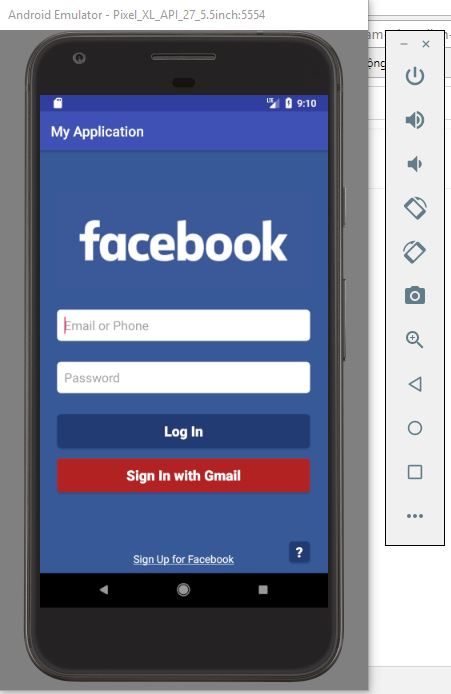 Android Emulator - Pixel_XL_API_27_5.5inch:5554
LTE 9:10
My Application
facebook
Email or Phone
Password
Log In
Sign In with Gmail
Sign Up for Facebook
?